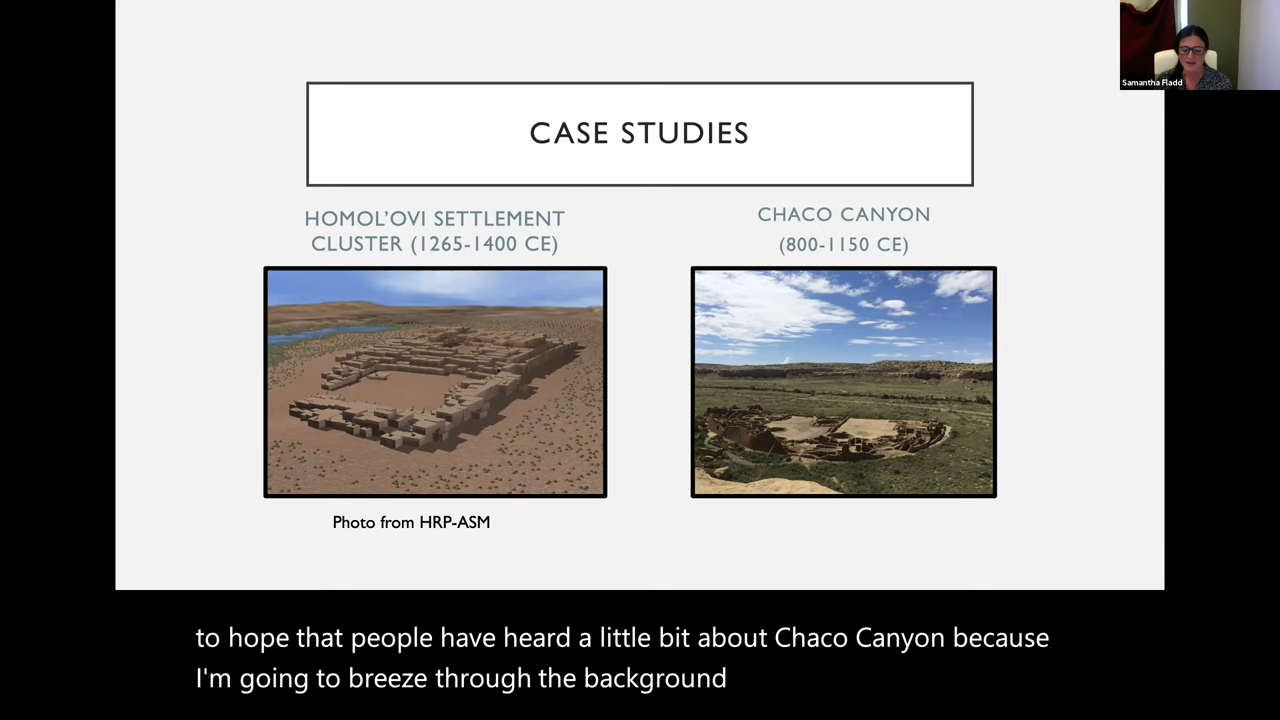 Samantha Fladd
CASE STUDIES
HOMOL’OVI SETTLEMENT
CLUSTER (1265-1400 CE)
CHACO CANYON
(800-1150 CE)
Photo from HRP-ASM
to hope that people have heard a little bit about Chaco Canyon because
I'm going to breeze through the background